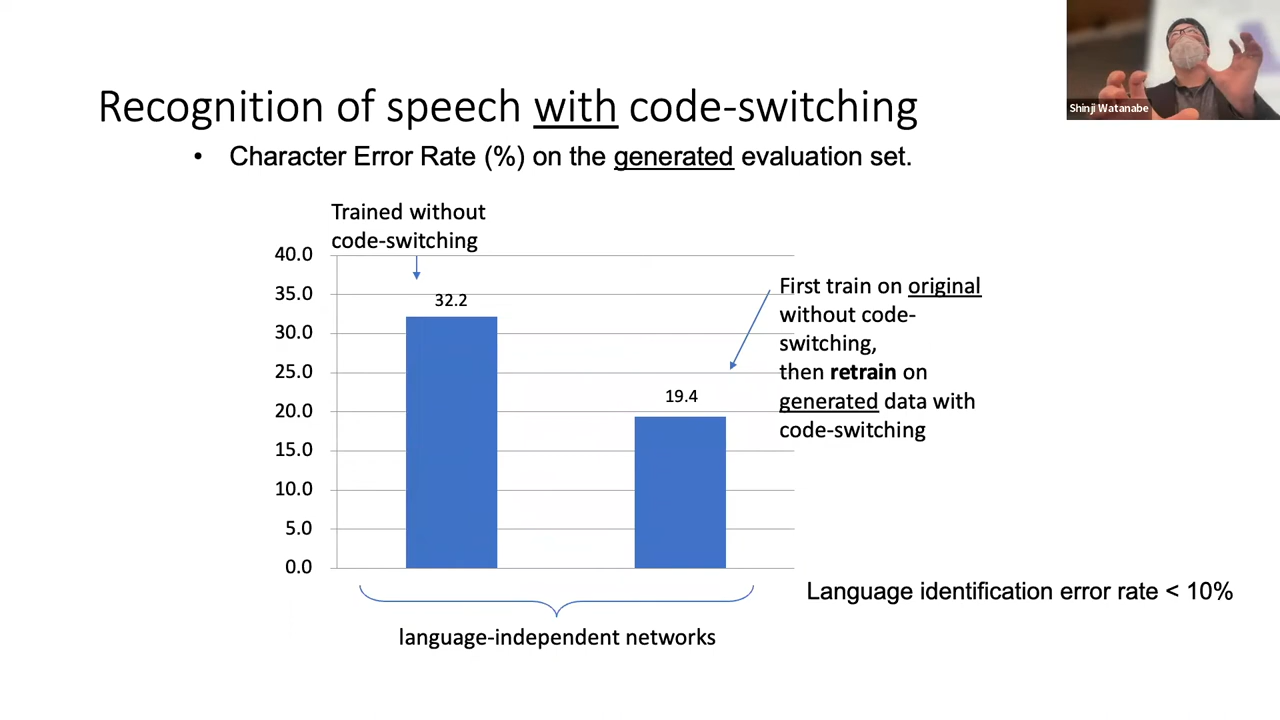 Shinji Watanabe
Recognition of speech with code-switching
• Character Error Rate (%) on the generated evaluation set.
Trained without
code-switching
40.0
35.0
30.0
25.0
20.0
15.0
10.0
5.0
0.0
32.2
19.4
First train on original
without code-
switching,
then retrain on
generated data with
code-switching
language-independent networks
Language identification error rate < 10%